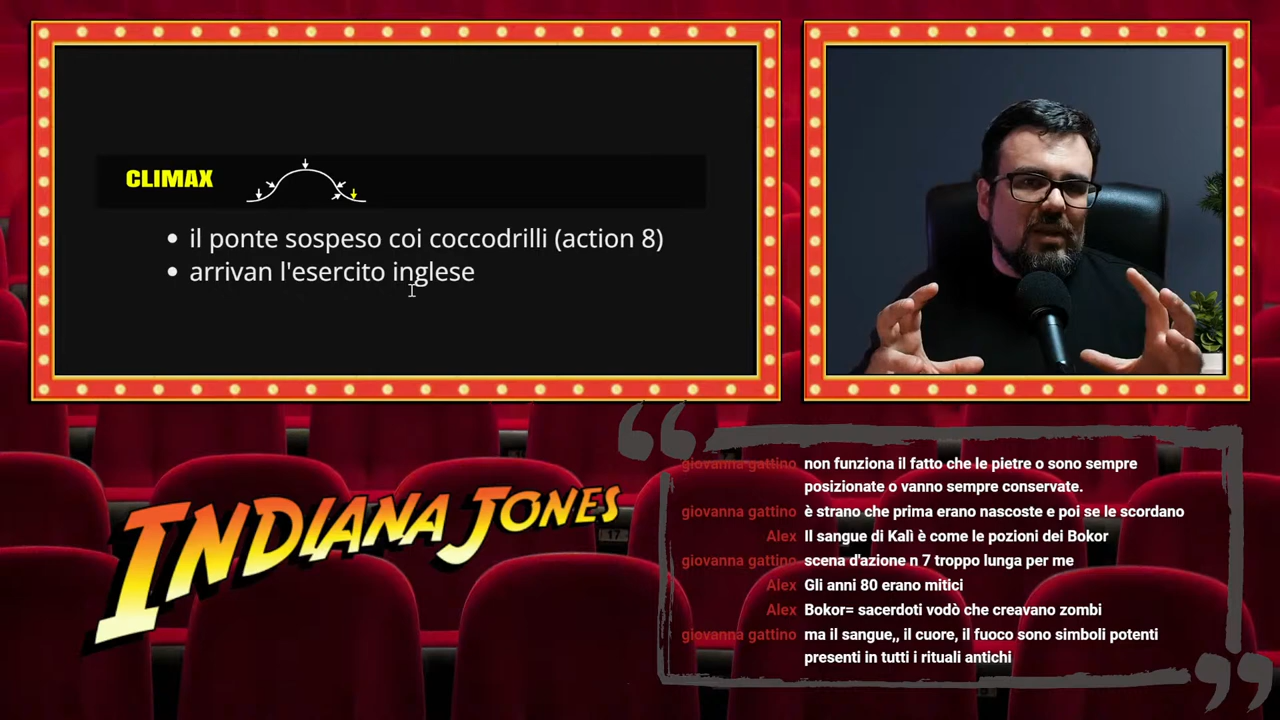 CLIMAX
• il ponte sospeso coi coccodrilli (action 8)
• arrivan l'esercito inglese
INDIANA JONES
giovanna gattino non funziona il fatto che le pietre o sono sempre
posizionate o vanno sempre conservate.
giovanna gattino è strano che prima erano nascoste e poi se le scordano
Alex Il sangue di Kalì è come le pozioni dei Bokor
giovanna gattino scena d'azione n 7 troppo lunga per me
Alex Gli anni 80 erano mitici
Alex Bokor= sacerdoti vodò che creavano zombi
giovanna gattino ma il sangue,, il cuore, il fuoco sono simboli potenti
presenti in tutti i rituali antichi